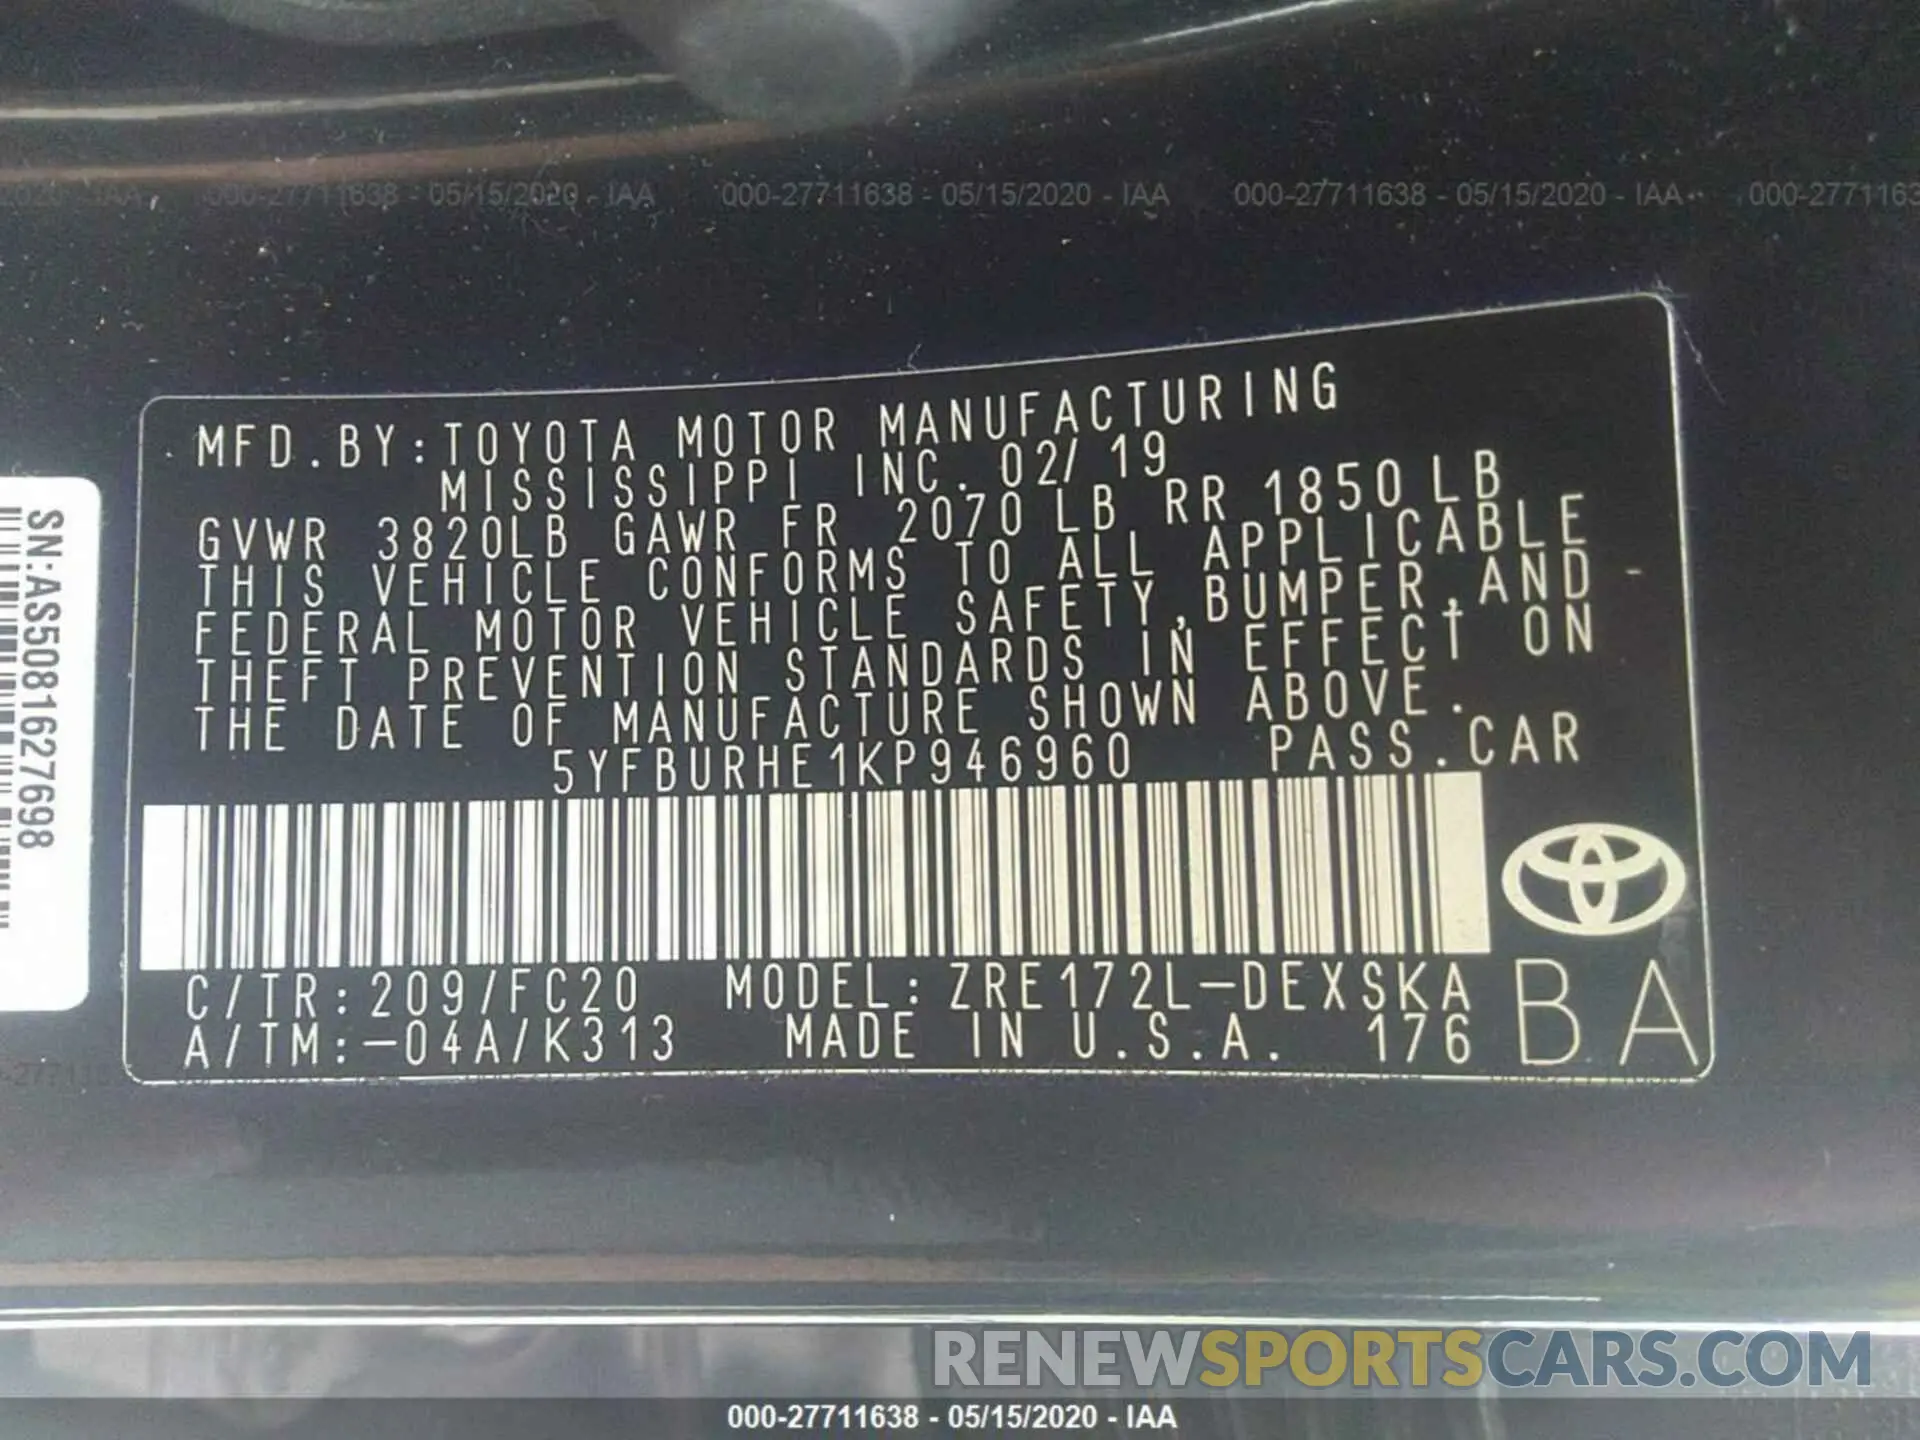 2020 - IAA 000-27711638 - 05/15/2020 - IAA 000-27711638 - 05/15/2020 - IAA 000-27711638 - 05/15/2020 - IAA 000-2771163
MFD.BY:TOYOTA MOTOR MANUFACTURING
MISSISSIPPI INC. 02/19
GVWR 3820LB GAWR FR 2070LB RR 1850LB
THIS VEHICLE CONFORMS TO ALL APPLICABLE
FEDERAL MOTOR VEHICLE SAFETY,BUMPER,AND
THEFT PREVENTION STANDARDS IN EFFECT ON
THE DATE OF MANUFACTURE SHOWN ABOVE.
5YFBURHE1KP946960 PASS.CAR
C/TR:209/FC20 MODEL:ZRE172L-DEXSKA
A/TM:-04A/K313 MADE IN U.S.A. 176
BA
SN:AS5081627698
RENEWSPORTSCARS.COM
000-27711638 - 05/15/2020 - IAA